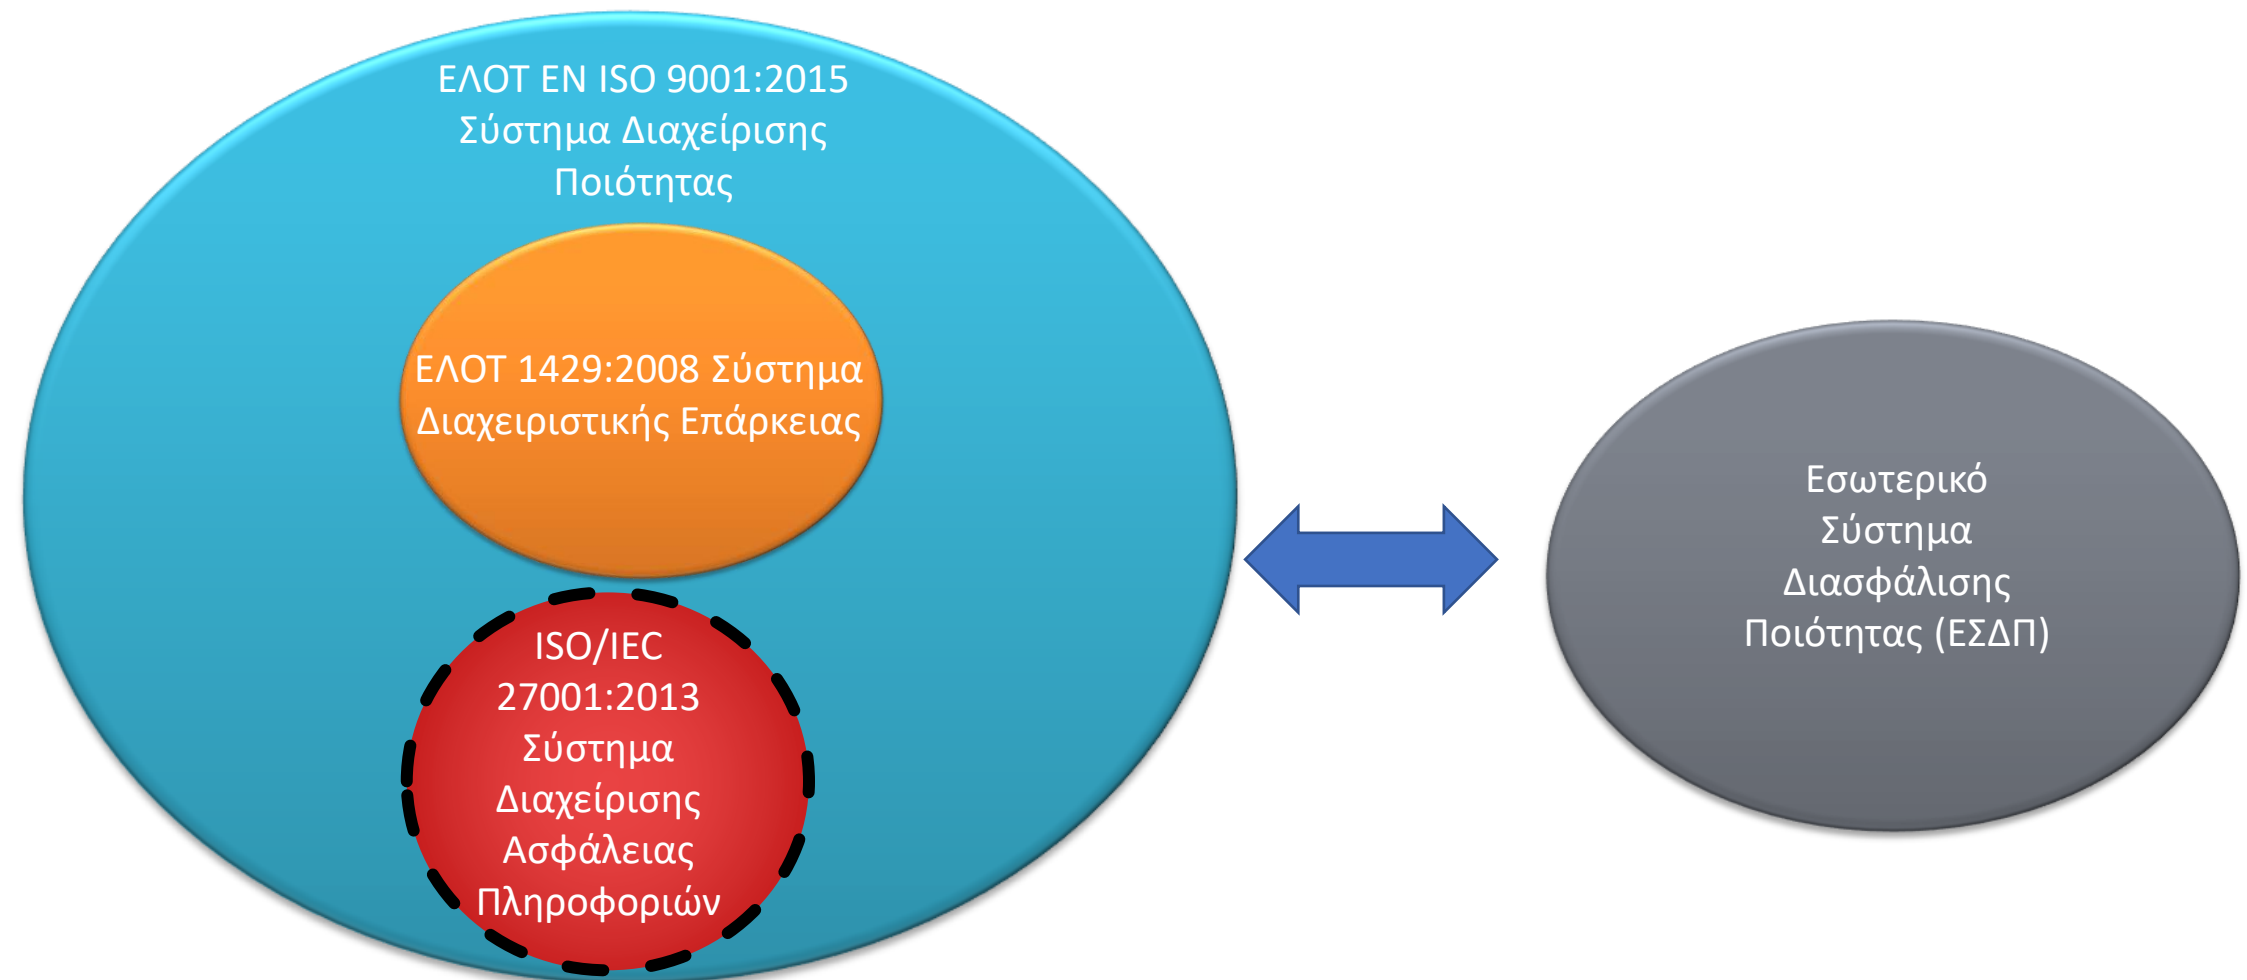 ΕΛΟΤ ΕΝ ISO 9001:2015
Σύστημα Διαχείρισης
Ποιότητας
ΕΛΟΤ 1429:2008 Σύστημα
Διαχειριστικής Επάρκειας
ISO/IEC
27001:2013
Σύστημα
Διαχείρισης
Ασφάλειας
Πληροφοριών
Εσωτερικό
Σύστημα
Διασφάλισης
Ποιότητας (ΕΣΔΠ)